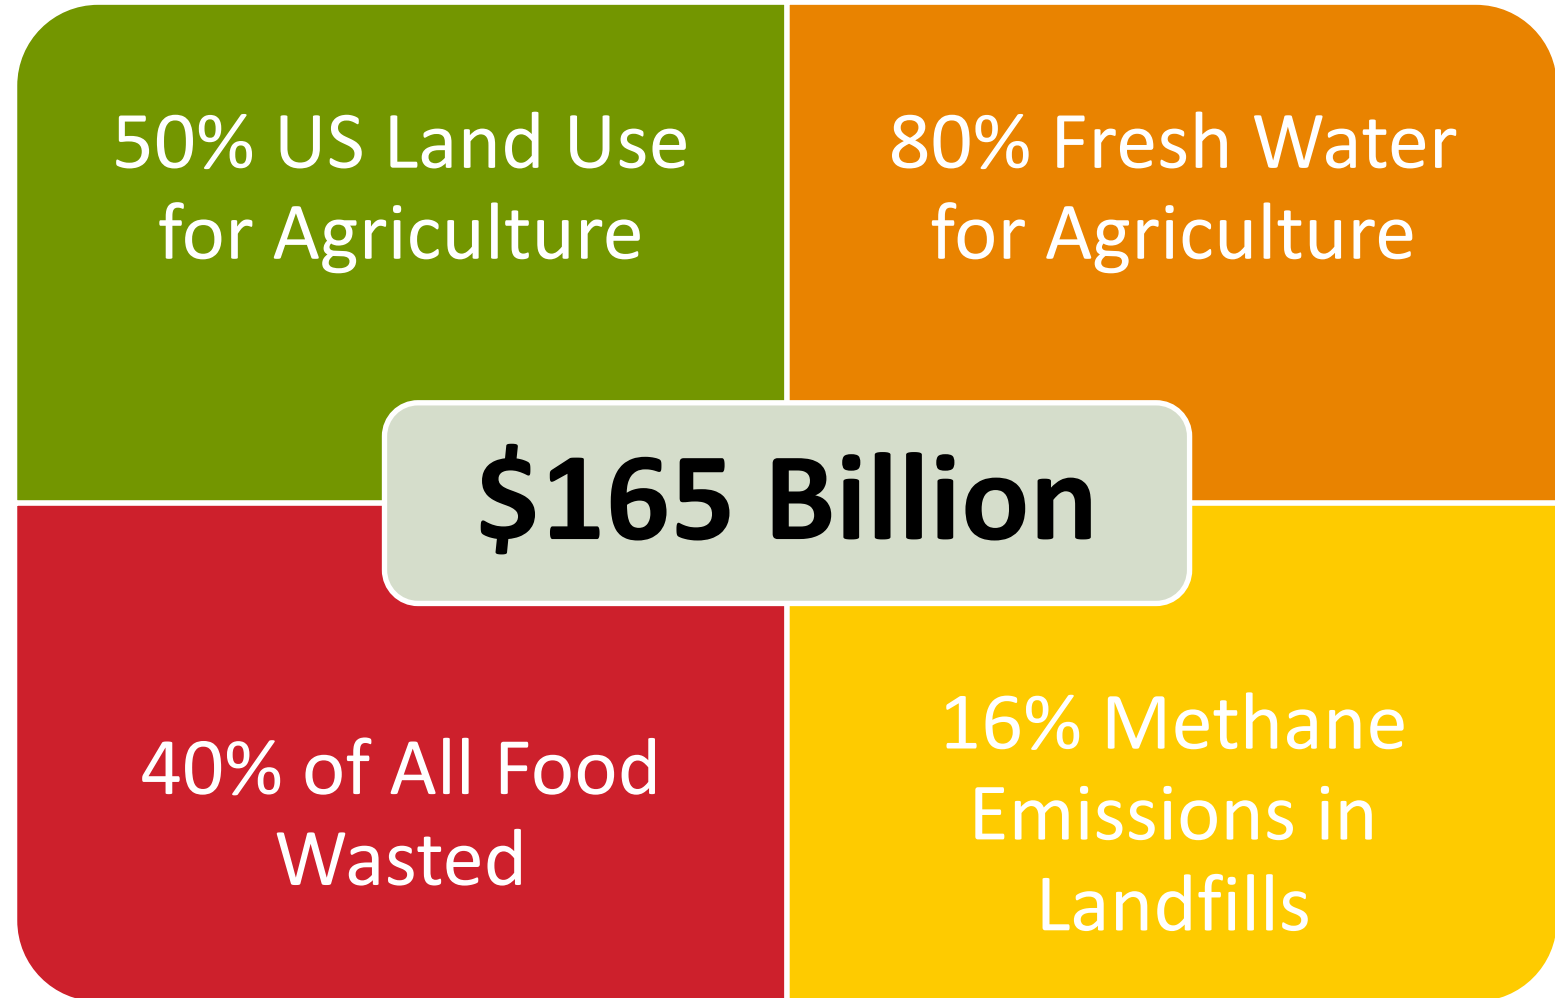 50% US Land Use
for Agriculture
80% Fresh Water
for Agriculture
$165 Billion
40% of All Food
Wasted
16% Methane
Emissions in
Landfills